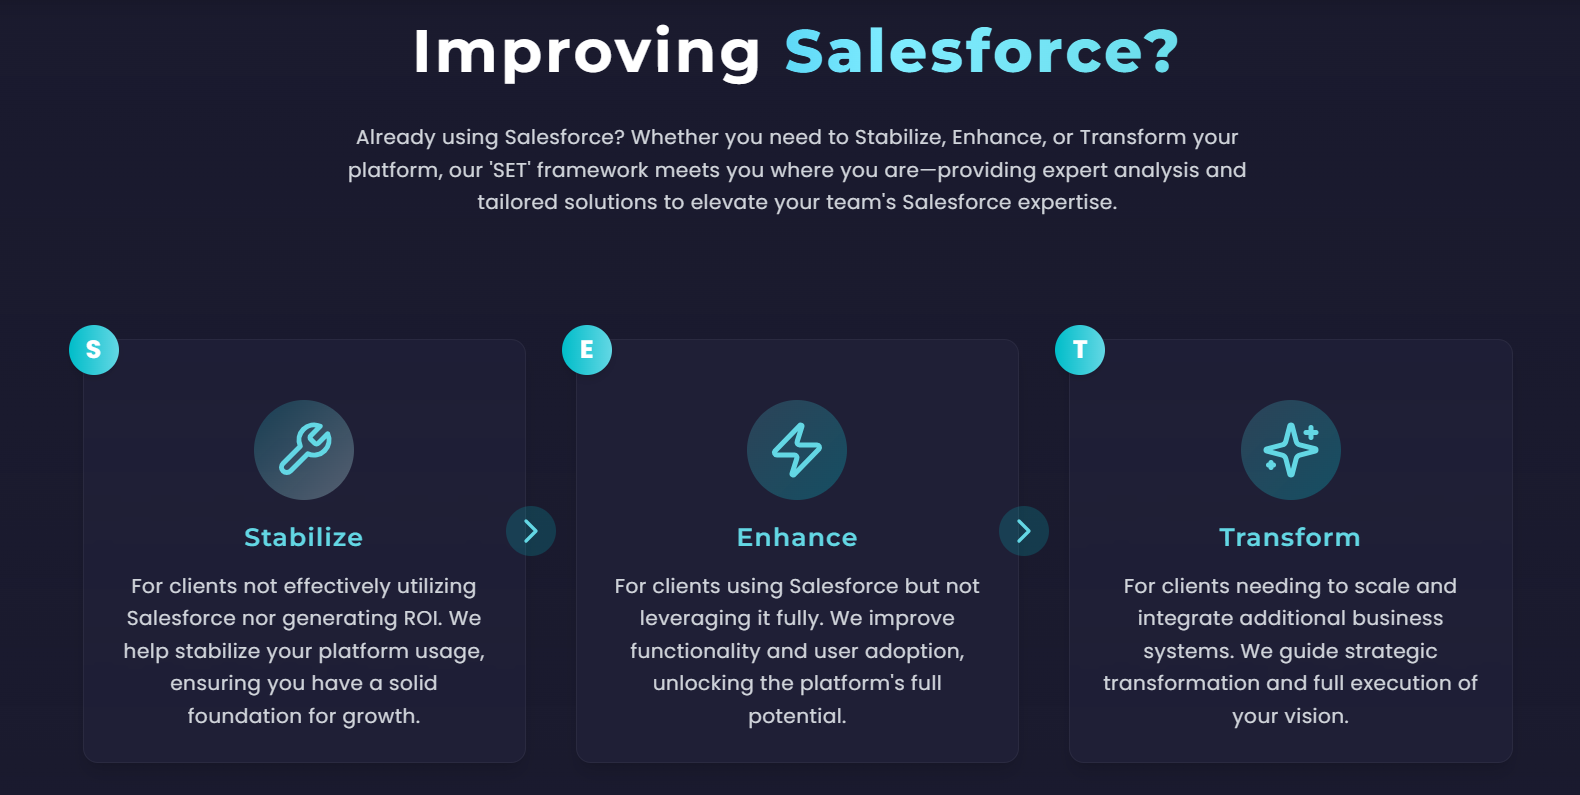 Improving Salesforce?
Already using Salesforce? Whether you need to Stabilize, Enhance, or Transform your
platform, our 'SET' framework meets you where you are—providing expert analysis and
tailored solutions to elevate your team's Salesforce expertise.
S
Stabilize
For clients not effectively utilizing
Salesforce nor generating ROI. We
help stabilize your platform usage,
ensuring you have a solid
foundation for growth.
E
Enhance
For clients using Salesforce but not
leveraging it fully. We improve
functionality and user adoption,
unlocking the platform's full
potential.
T
Transform
For clients needing to scale and
integrate additional business
systems. We guide strategic
transformation and full execution of
your vision.